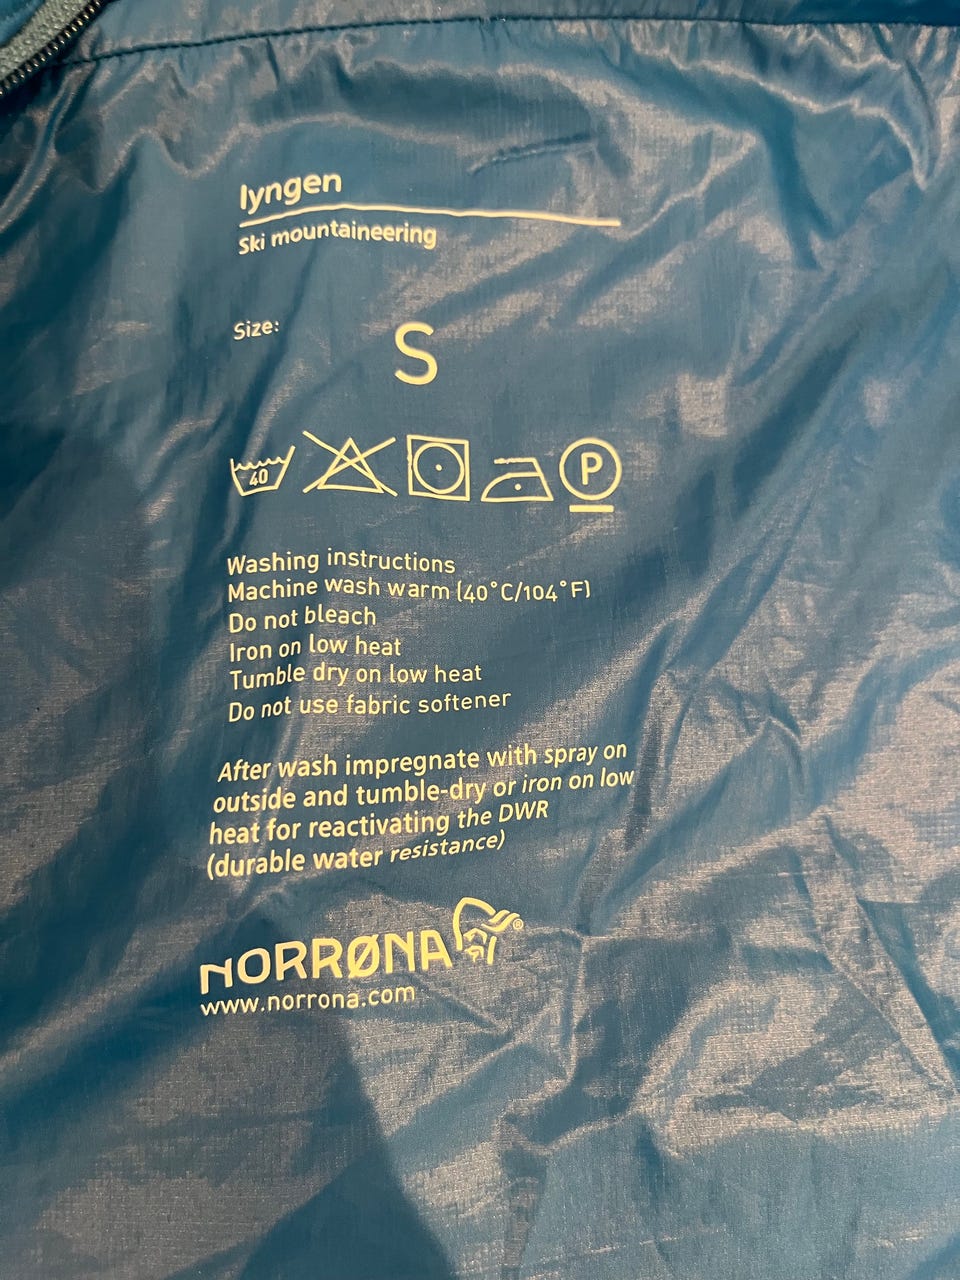 lyngen
Ski mountaineering
Size: S
40 P
Washing instructions
Machine wash warm (40°C/104°F)
Do not bleach
Iron on low heat
Tumble dry on low heat
Do not use fabric softener
After wash impregnate with spray on
outside and tumble-dry or iron on low
heat for reactivating the DWR
(durable water resistance)
NORRØNA®
www.norrona.com